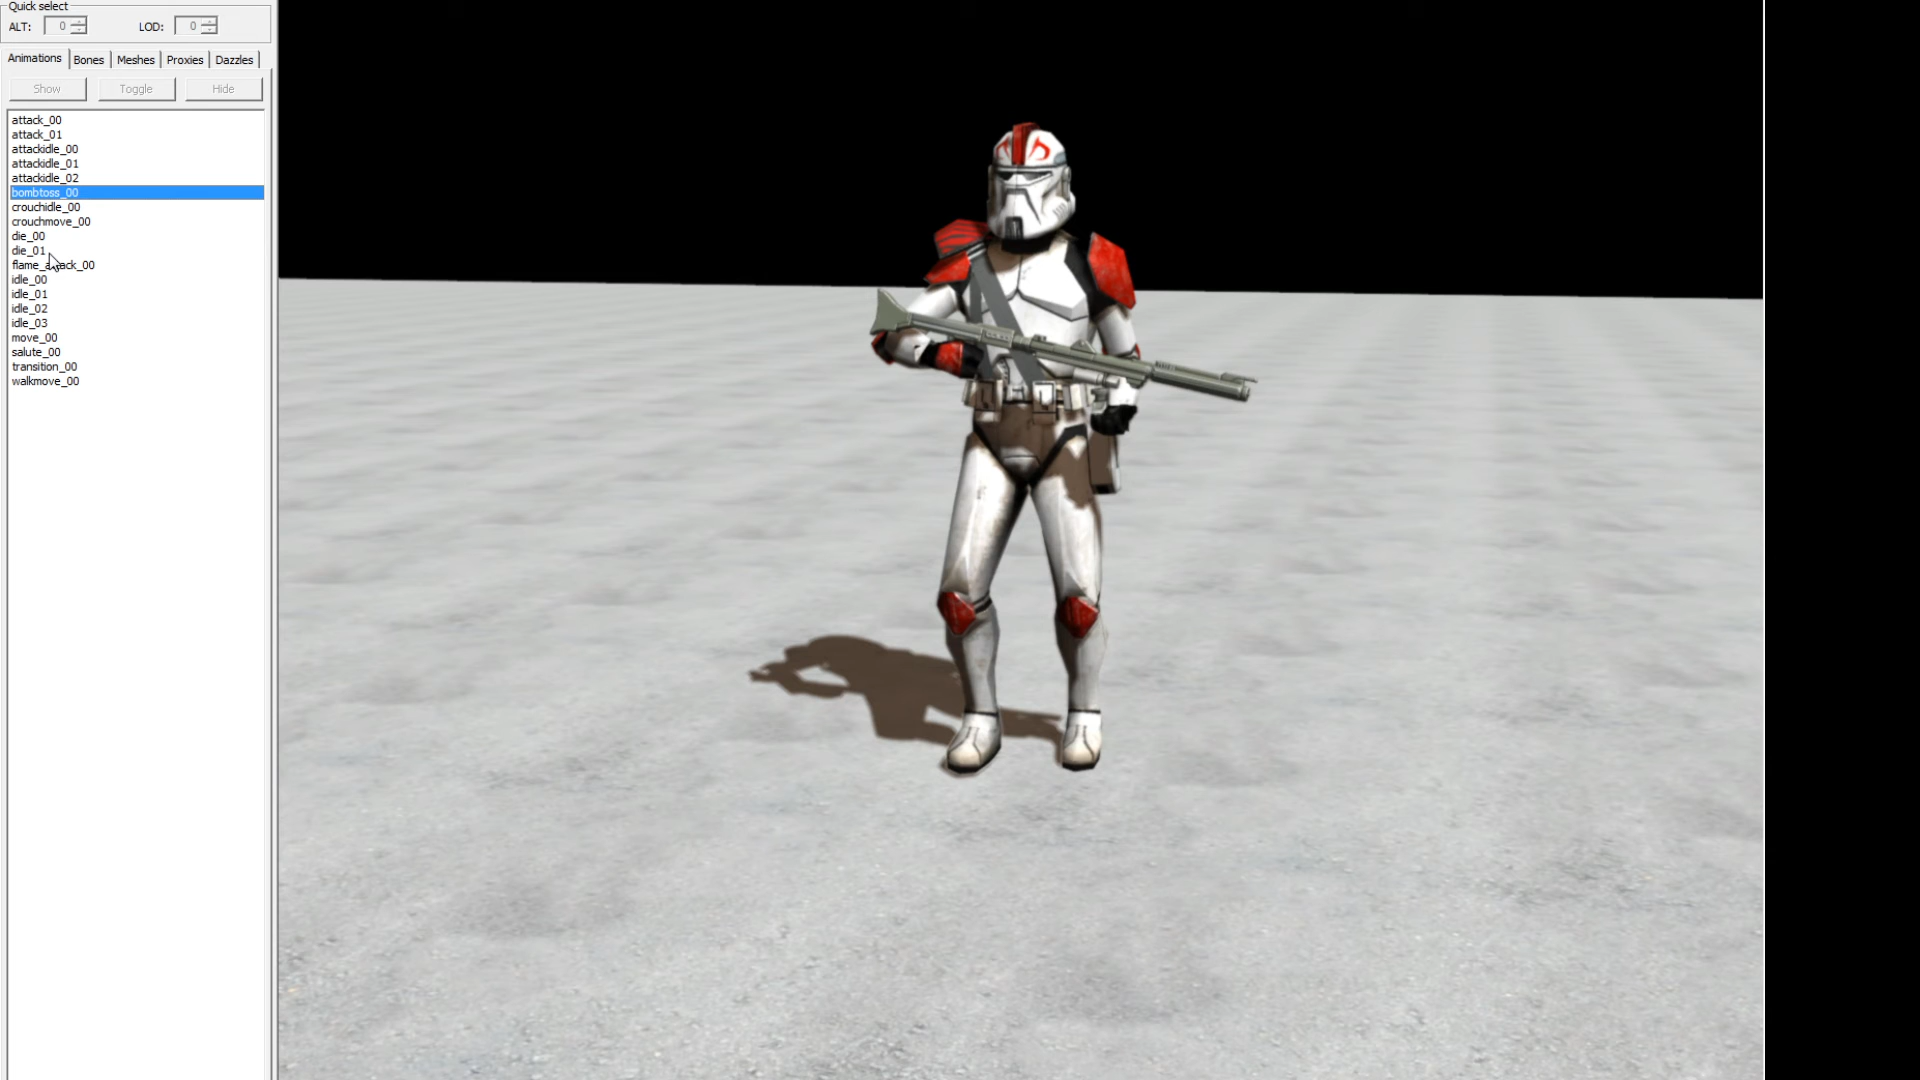 Quick select
ALT: 0 LOD: 0
Animations Bones Meshes Proxies Dazzles
Show Toggle Hide
attack_00
attack_01
attackidle_00
attackidle_01
attackidle_02
bombtoss_00
crouchidle_00
crouchmove_00
die_00
die_01
flame_attack_00
idle_00
idle_01
idle_02
idle_03
move_00
salute_00
transition_00
walkmove_00